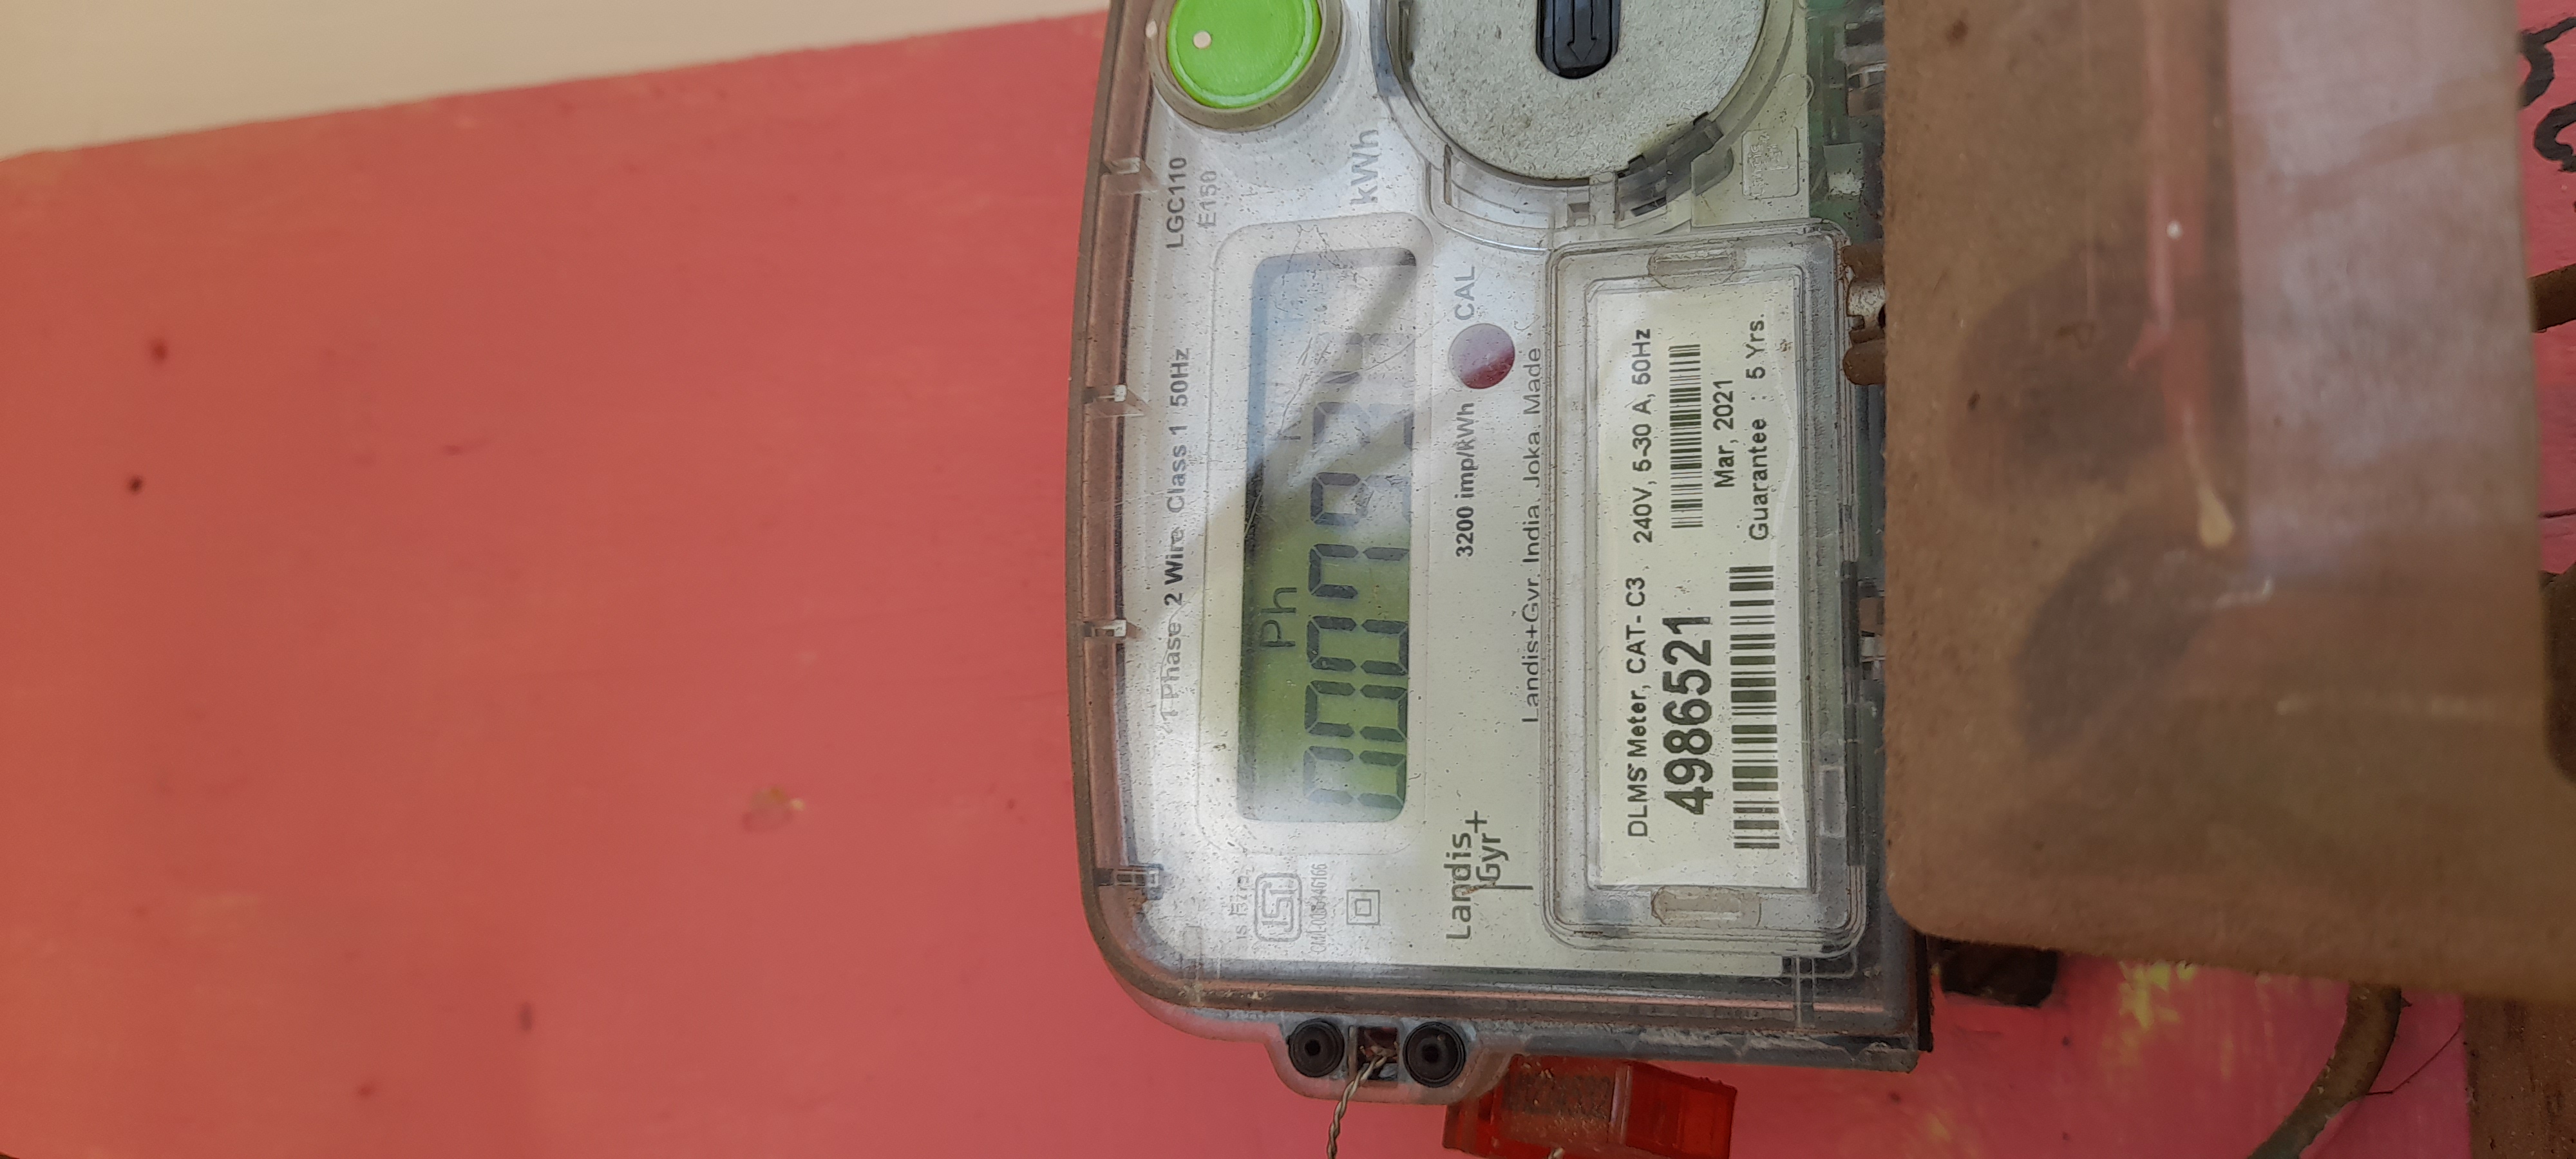 LGC110
E1150
1 Phase 2 Wire Class 1 50Hz
kWh
Ph
3200 imp/kWh
CAL
Landis
Gyr+
Landis+Gyr, India, Joka, Made
DLMS Meter, CAT- C3
240V, 5-30 A, 50Hz
4986521
Mar, 2021
Guarantee : 5 Yrs.